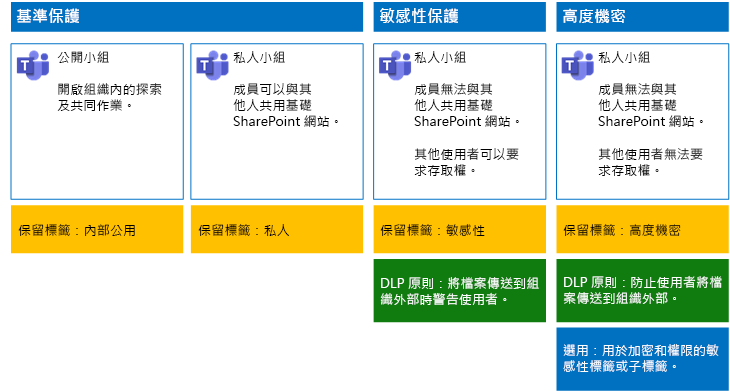 基準保護
敏感性保護
高度機密
公開小組
開啟組織內的探索
及共同作業。
私人小組
成員可以與其
他人共用基礎
SharePoint 網站。
私人小組
成員無法與其
他人共用基礎
SharePoint 網站。
其他使用者可以要
求存取權。
私人小組
成員無法與其
他人共用基礎
SharePoint 網站。
其他使用者無法要
求存取權。
保留標籤：內部公用
保留標籤：私人
保留標籤：敏感性
保留標籤：高度機密
DLP 原則：將檔案傳送到組
織外部時警告使用者。
DLP 原則：防止使用者將檔
案傳送到組織外部。
選用：用於加密和權限的敏
感性標籤或子標籤。